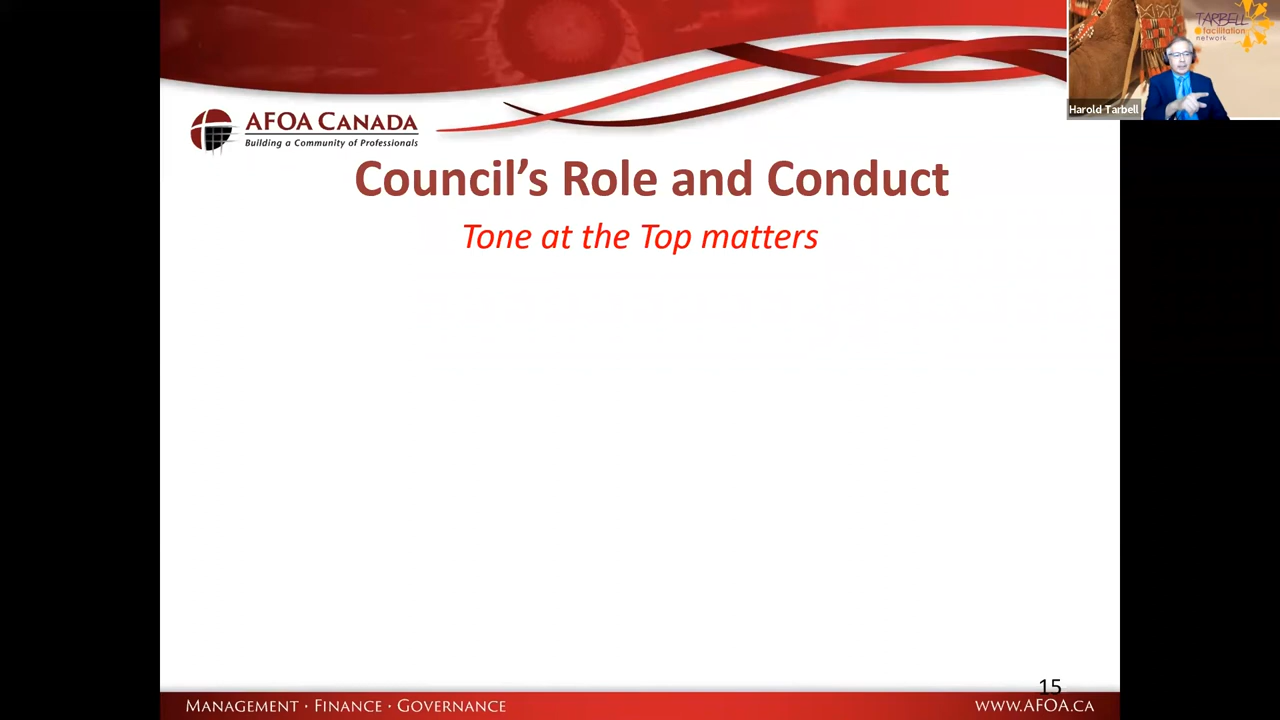 TARBELL
facilitation
network
Harold Tarbell
AFOA CANADA
Building a Community of Professionals
Council's Role and Conduct
Tone at the Top matters
15
MANAGEMENT · FINANCE · GOVERNANCE
WWW.AFOA.CA